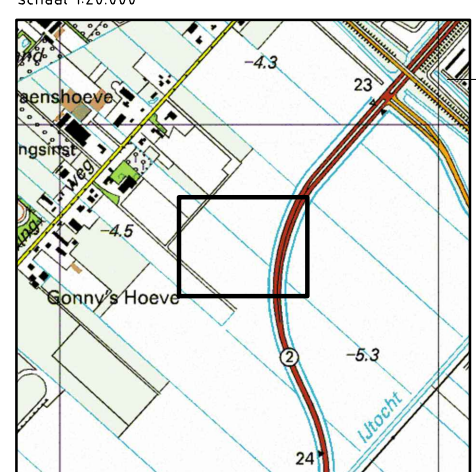 schaal 1:20.000
-4.3
23
aenshoeve
ngsinst
weg
-4.5
Gonny's Hoeve
2
-5.3
IJtocht
24